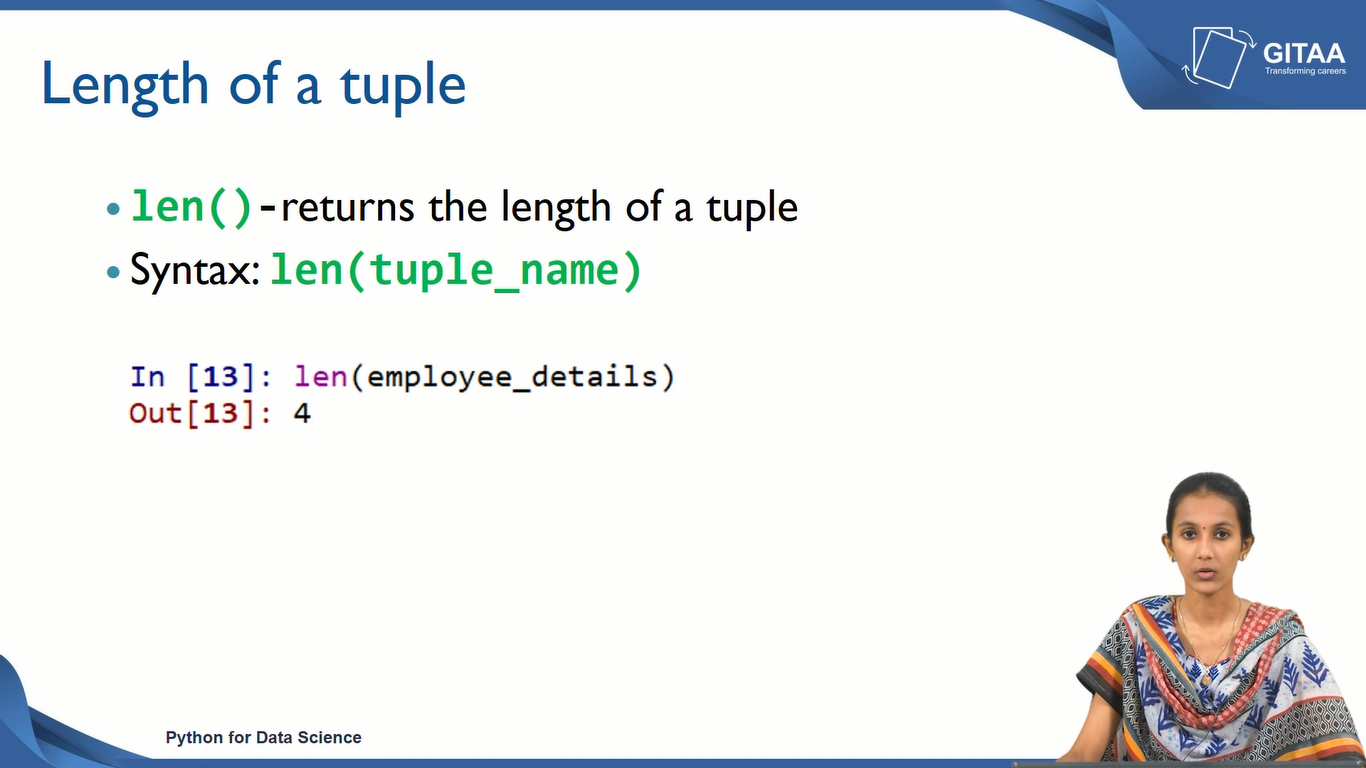 Length of a tuple
GITAA
Transforming careers
len()-returns the length of a tuple
Syntax: len(tuple_name)
In [13]: len(employee_details)
Out[13]: 4
Python for Data Science